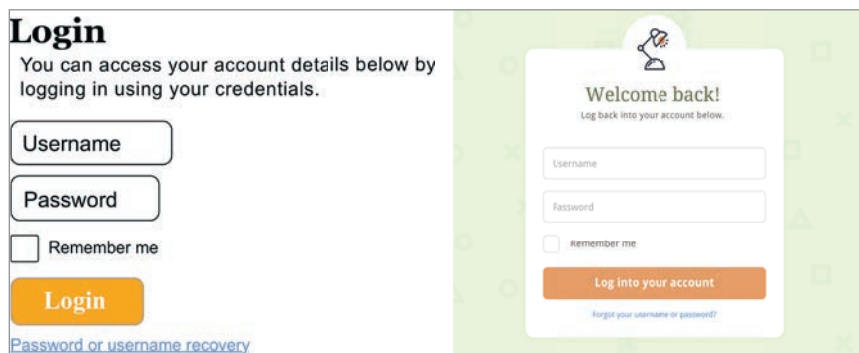 Login
You can access your account details below by
logging in using your credentials.
Username
Password
Remember me
Login
Password or username recovery
Welcome back!
Log back into your account below.
Username
Password
Remember me
Log into your account
Forgot your username or password?